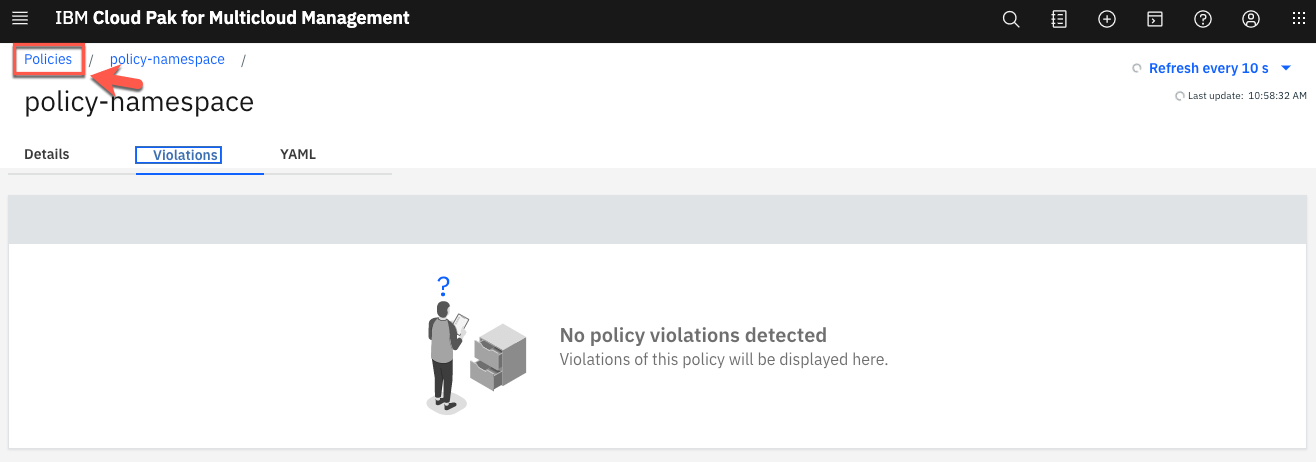 IBM Cloud Pak for Multicloud Management
Policies / policy-namespace /
Refresh every 10 s
policy-namespace
Last update: 10:58:32 AM
Details Violations YAML
?
No policy violations detected
Violations of this policy will be displayed here.